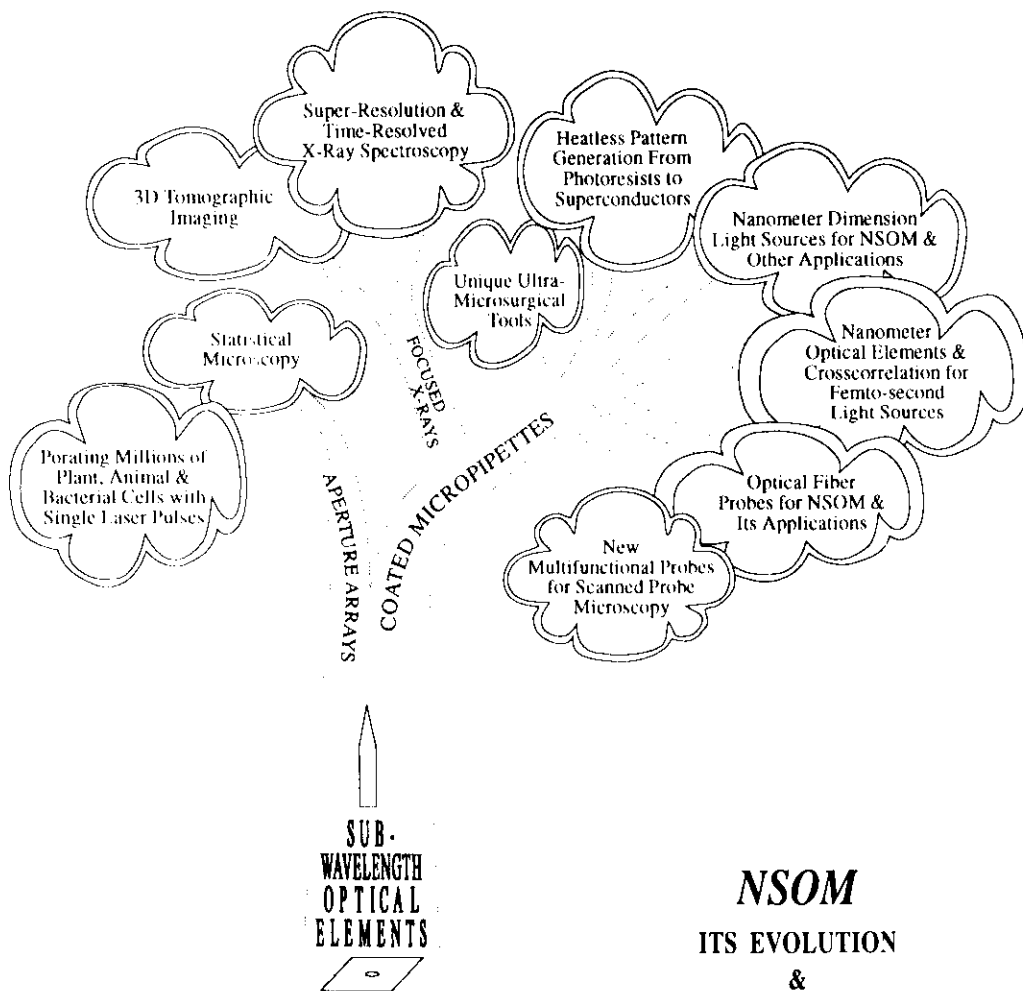 Super-Resolution &
Time-Resolved
X-Ray Spectroscopy
Heatless Pattern
Generation From
Photoresists to
Superconductors
3D Tomographic
Imaging
Nanometer Dimension
Light Sources for NSOM &
Other Applications
Unique Ultra-
Microsurgical
Tools
Statistical
Microscopy
Nanometer
Optical Elements &
Crosscorrelation for
Femto-second
Light Sources
FOCUSED
X-RAYS
Porating Millions of
Plant, Animal &
Bacterial Cells with
Single Laser Pulses
Optical Fiber
Probes for NSOM &
Its Applications
New
Multifunctional Probes
for Scanned Probe
Microscopy
APERTURE ARRAYS
COATED MICROPIPETTES
SUB-
WAVELENGTH
OPTICAL
ELEMENTS
NSOM
ITS EVOLUTION
&